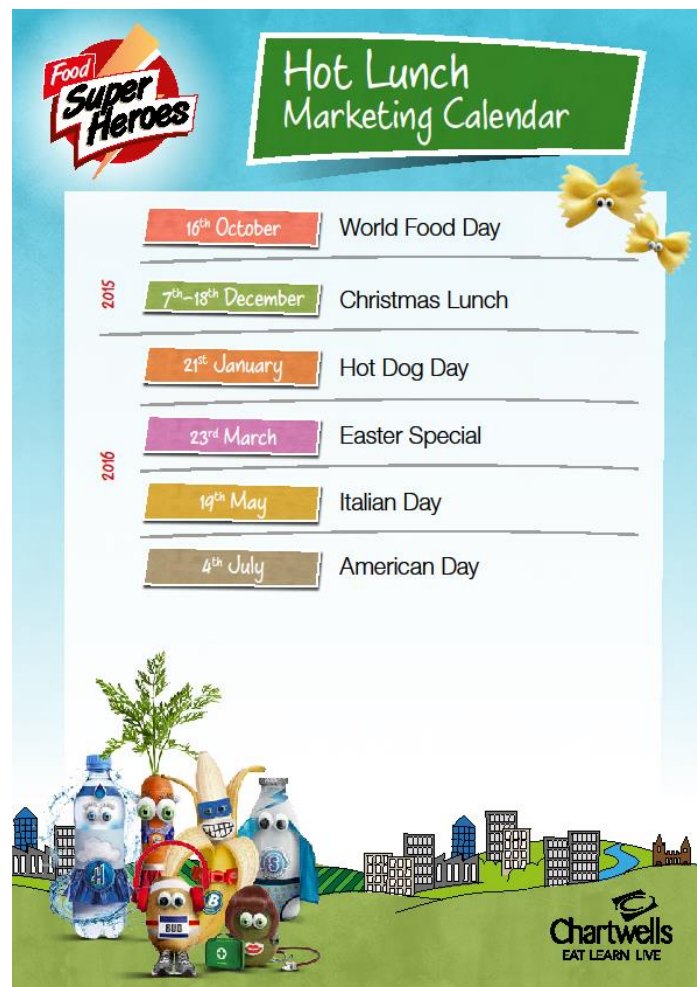 Food
Super
Heroes
Hot Lunch
Marketing Calendar
16th October World Food Day
2015
7th-18th December Christmas Lunch
21st January Hot Dog Day
2016
23rd March Easter Special
19th May Italian Day
4th July American Day
BUD
B
S
Chartwells
EAT LEARN LIVE